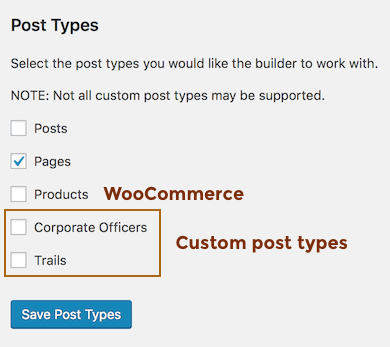 Post Types
Select the post types you would like the builder to work with.
NOTE: Not all custom post types may be supported.
Posts
Pages
Products WooCommerce
Corporate Officers
Custom post types
Trails
Save Post Types